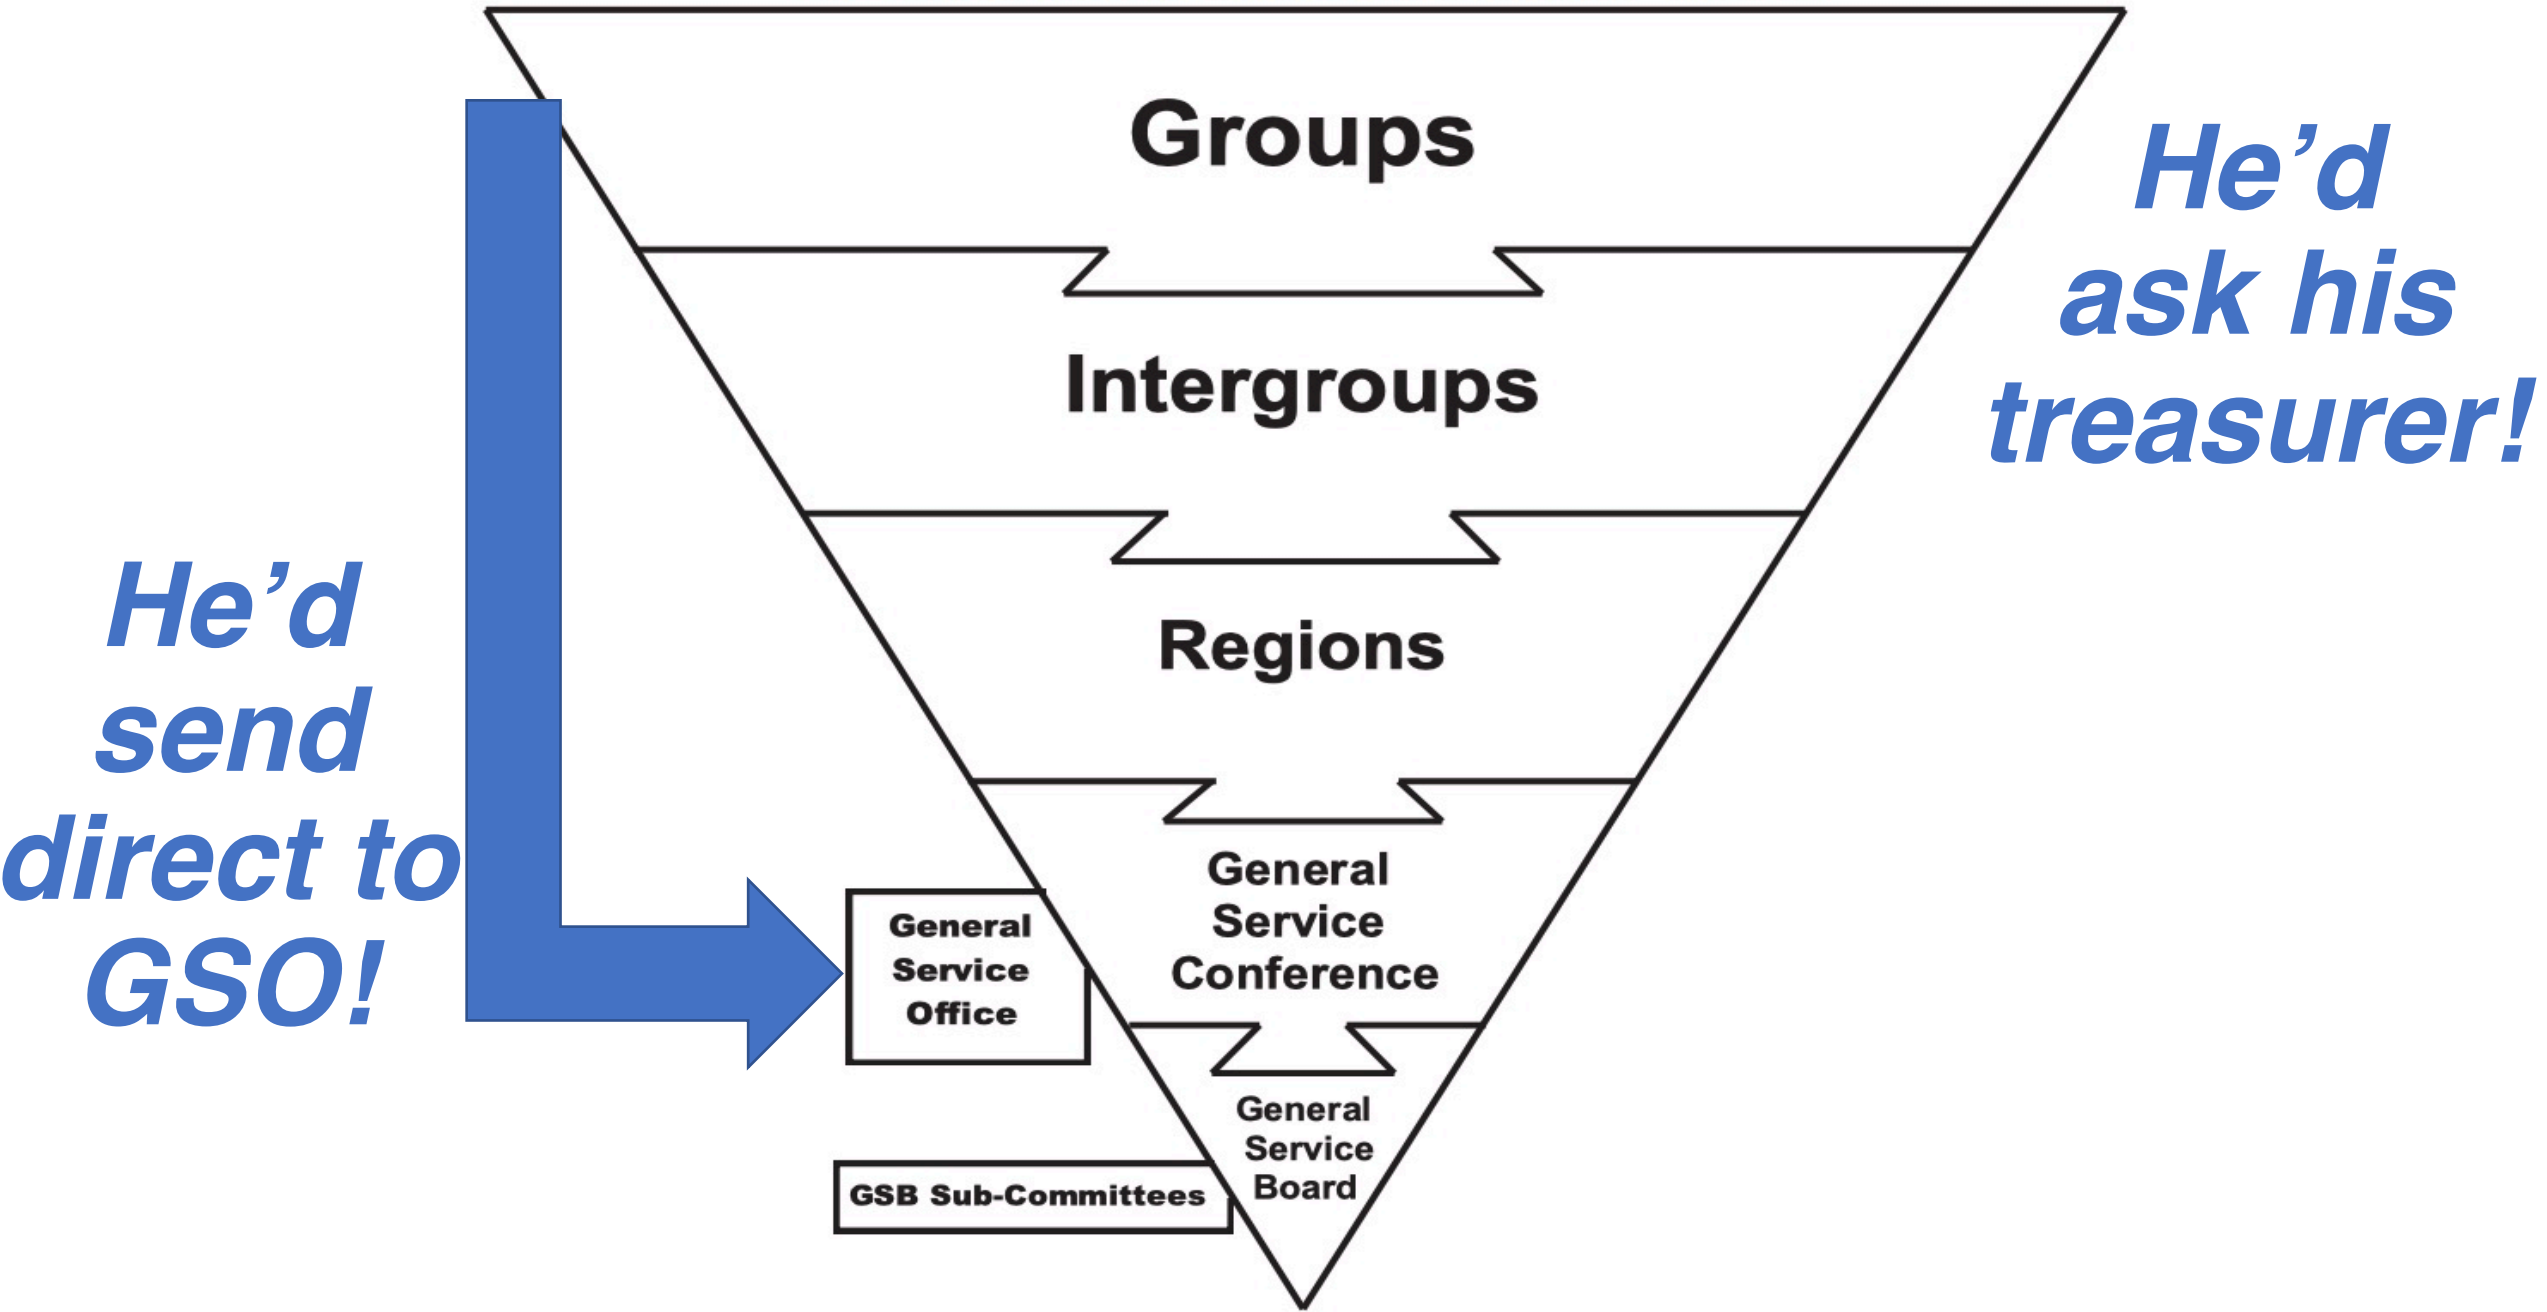 Groups
He’d
ask his
treasurer!
Intergroups
He’d
send
direct to
GSO!
Regions
General
Service
Conference
General
Service
Office
General
Service
Board
GSB Sub-Committees